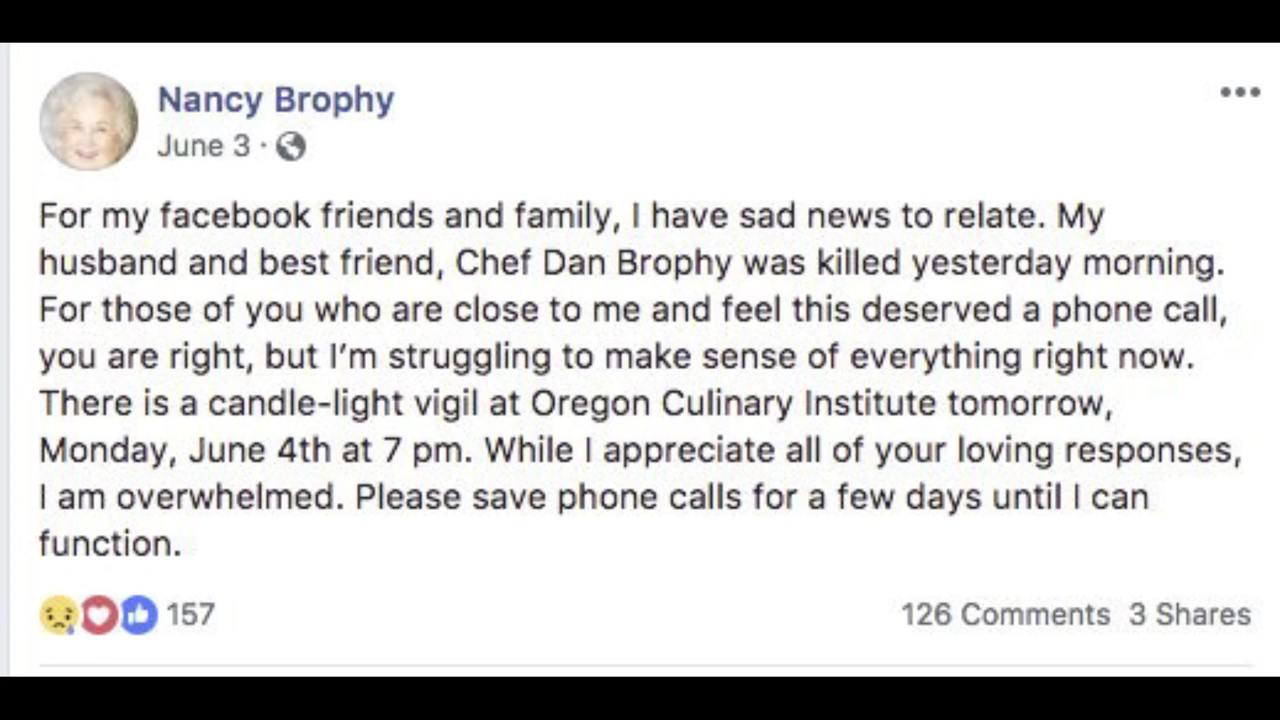 Nancy Brophy
June 3 ·
For my facebook friends and family, I have sad news to relate. My
husband and best friend, Chef Dan Brophy was killed yesterday morning.
For those of you who are close to me and feel this deserved a phone call,
you are right, but I'm struggling to make sense of everything right now.
There is a candle-light vigil at Oregon Culinary Institute tomorrow,
Monday, June 4th at 7 pm. While I appreciate all of your loving responses,
I am overwhelmed. Please save phone calls for a few days until I can
function.
157 126 Comments 3 Shares